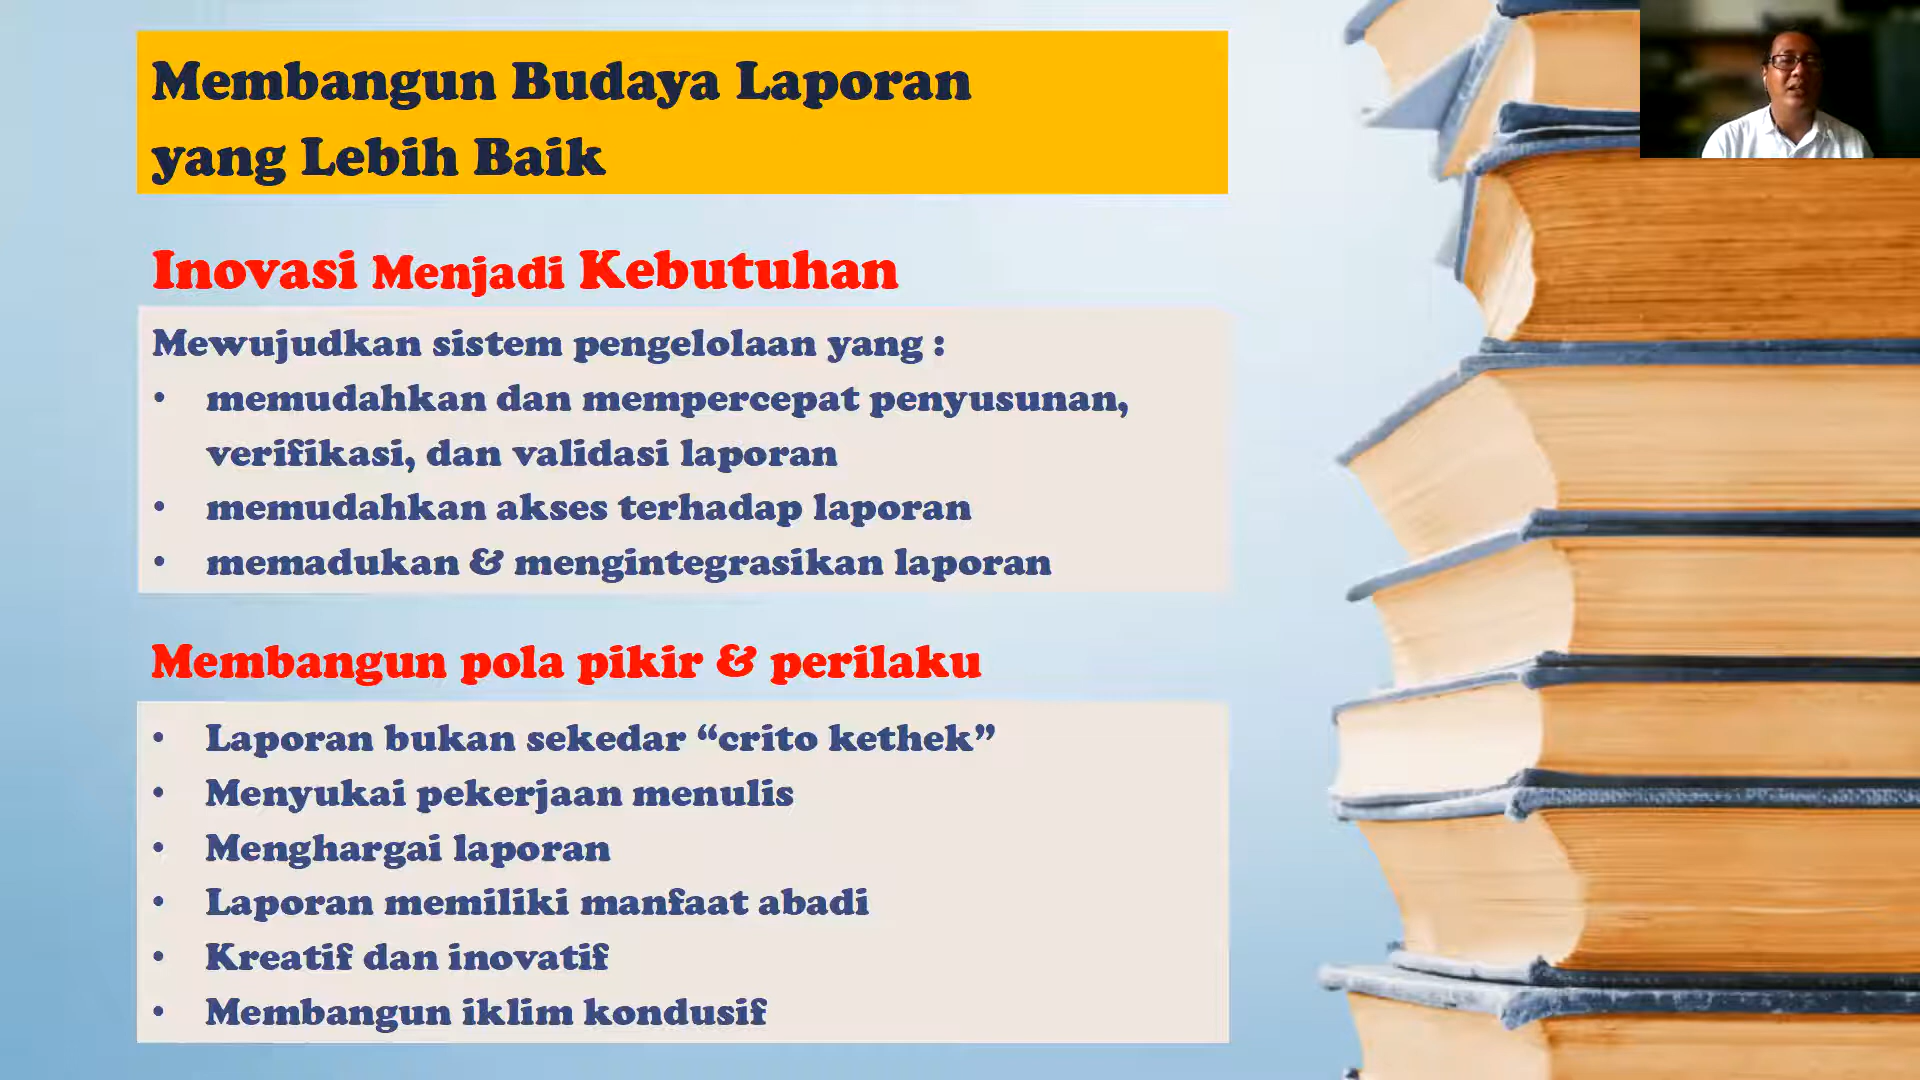 Membangun Budaya Laporan
yang Lebih Baik
Inovasi Menjadi Kebutuhan
Mewujudkan sistem pengelolaan yang :
• memudahkan dan mempercepat penyusunan,
verifikasi, dan validasi laporan
• memudahkan akses terhadap laporan
• memadukan & mengintegrasikan laporan
Membangun pola pikir & perilaku
• Laporan bukan sekedar “crito kethek”
• Menyukai pekerjaan menulis
• Menghargai laporan
• Laporan memiliki manfaat abadi
• Kreatif dan inovatif
• Membangun iklim kondusif